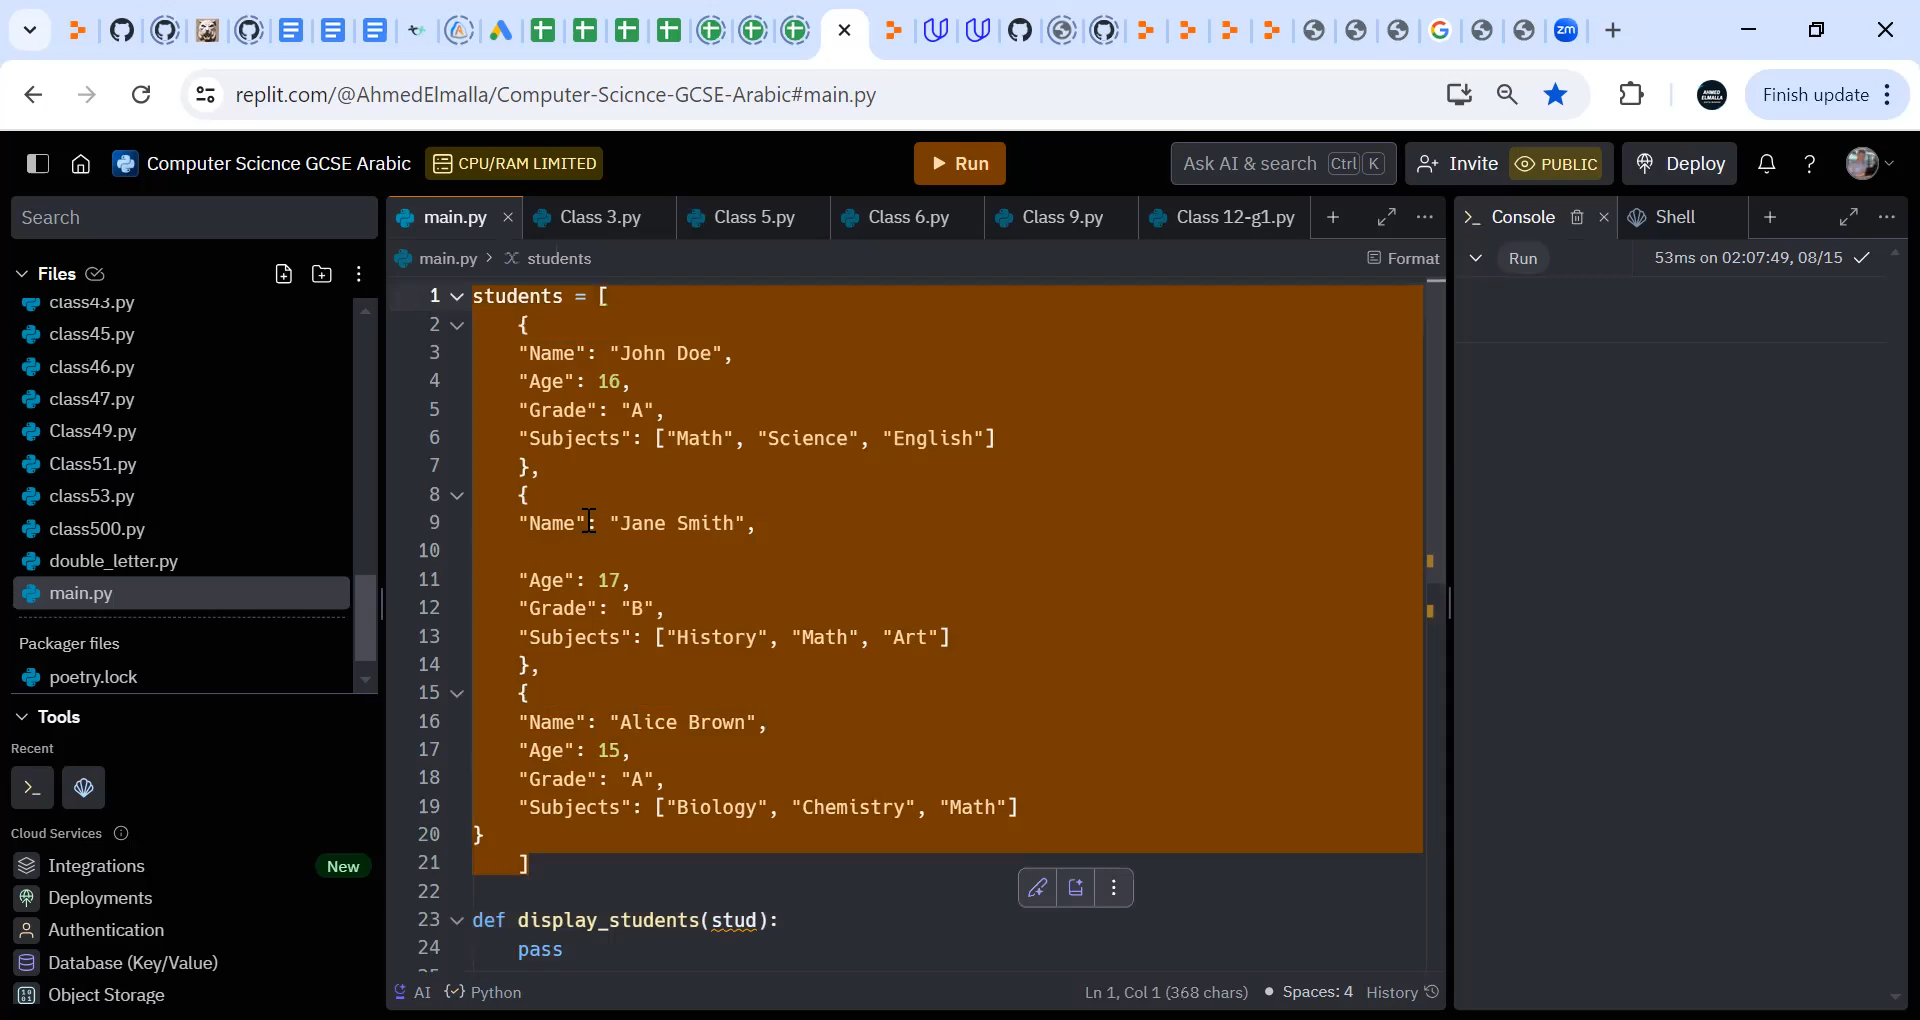 zm
replit.com/@AhmedElmalla/Computer-Scicnce-GCSE-Arabic#main.py
AHMED
ELMALLA
Finish update
Computer Scicnce GCSE Arabic
CPU/RAM LIMITED
Run
Ask AI & search Ctrl K
Invite
PUBLIC
Deploy
Search
main.py
Class 3.py
Class 5.py
Class 6.py
Class 9.py
Class 12-g1.py
Console
Shell
Files
main.py > students
Format
Run
53ms on 02:07:49, 08/15
class43.py
class45.py
class46.py
class47.py
Class49.py
Class51.py
class53.py
class500.py
double_letter.py
main.py
Packager files
poetry.lock
Tools
Recent
Cloud Services
Integrations
New
Deployments
Authentication
Database (Key/Value)
Object Storage
1 students = [
2 {
3 "Name": "John Doe",
4 "Age": 16,
5 "Grade": "A",
6 "Subjects": ["Math", "Science", "English"]
7 },
8 {
9 "Name": "Jane Smith",
10
11 "Age": 17,
12 "Grade": "B",
13 "Subjects": ["History", "Math", "Art"]
14 },
15 {
16 "Name": "Alice Brown",
17 "Age": 15,
18 "Grade": "A",
19 "Subjects": ["Biology", "Chemistry", "Math"]
20 }
21 ]
22
23 def display_students(stud):
24 pass
AI
Python
Ln 1, Col 1 (368 chars)
Spaces: 4
History